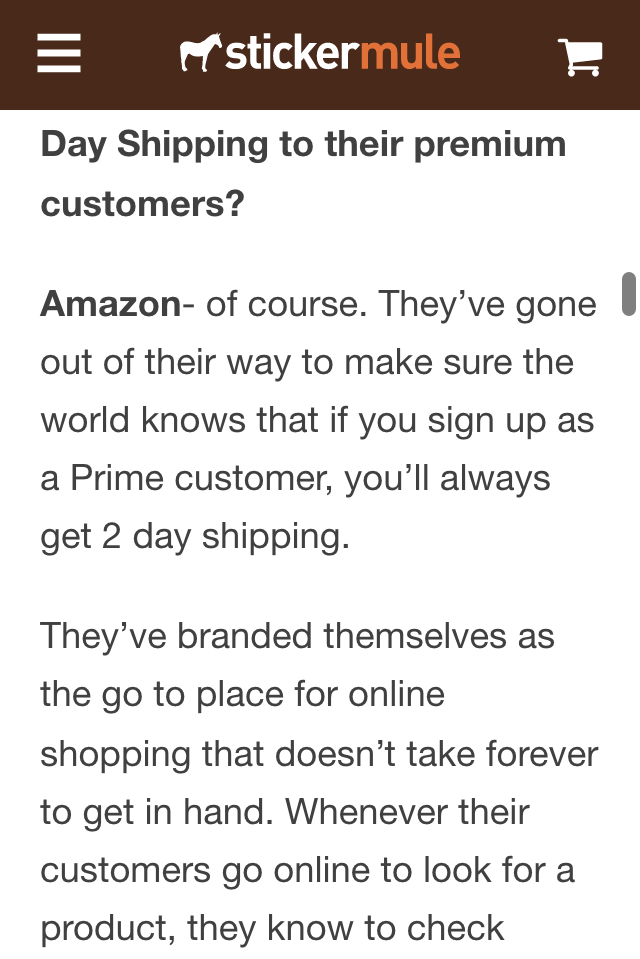 stickermule
Day Shipping to their premium
customers?
Amazon- of course. They’ve gone
out of their way to make sure the
world knows that if you sign up as
a Prime customer, you’ll always
get 2 day shipping.
They’ve branded themselves as
the go to place for online
shopping that doesn’t take forever
to get in hand. Whenever their
customers go online to look for a
product, they know to check